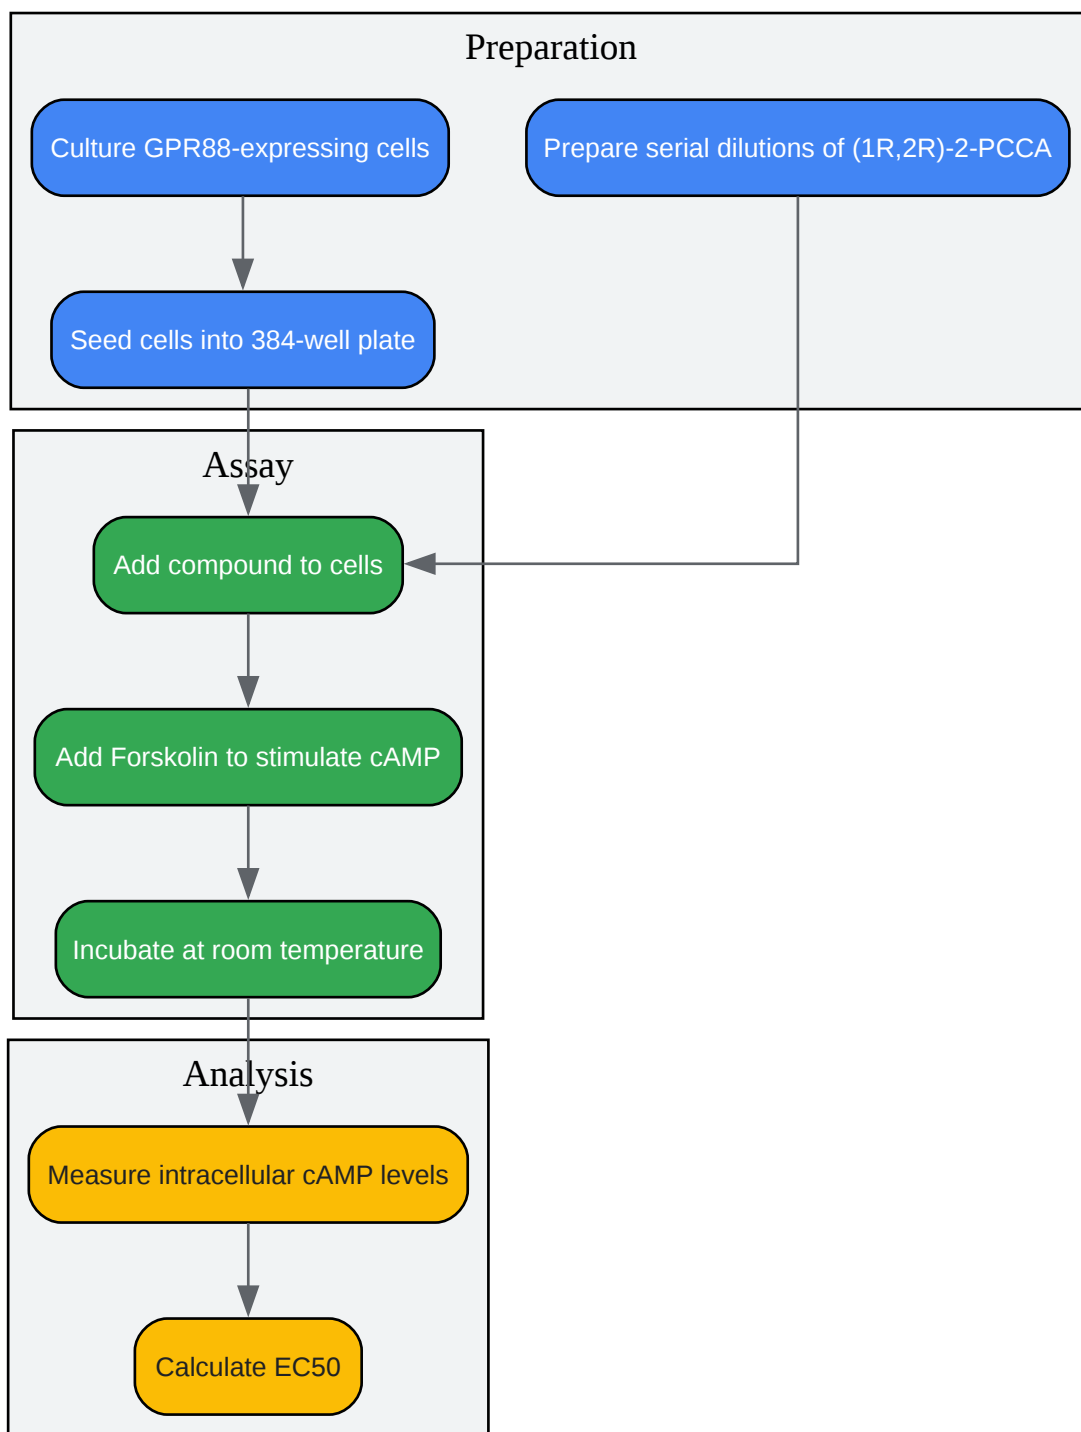 Preparation
Culture GPR88-expressing cells
Prepare serial dilutions of (1R,2R)-2-PCCA
Seed cells into 384-well plate
Assay
Add compound to cells
Add Forskolin to stimulate cAMP
Incubate at room temperature
Analysis
Measure intracellular cAMP levels
Calculate EC50